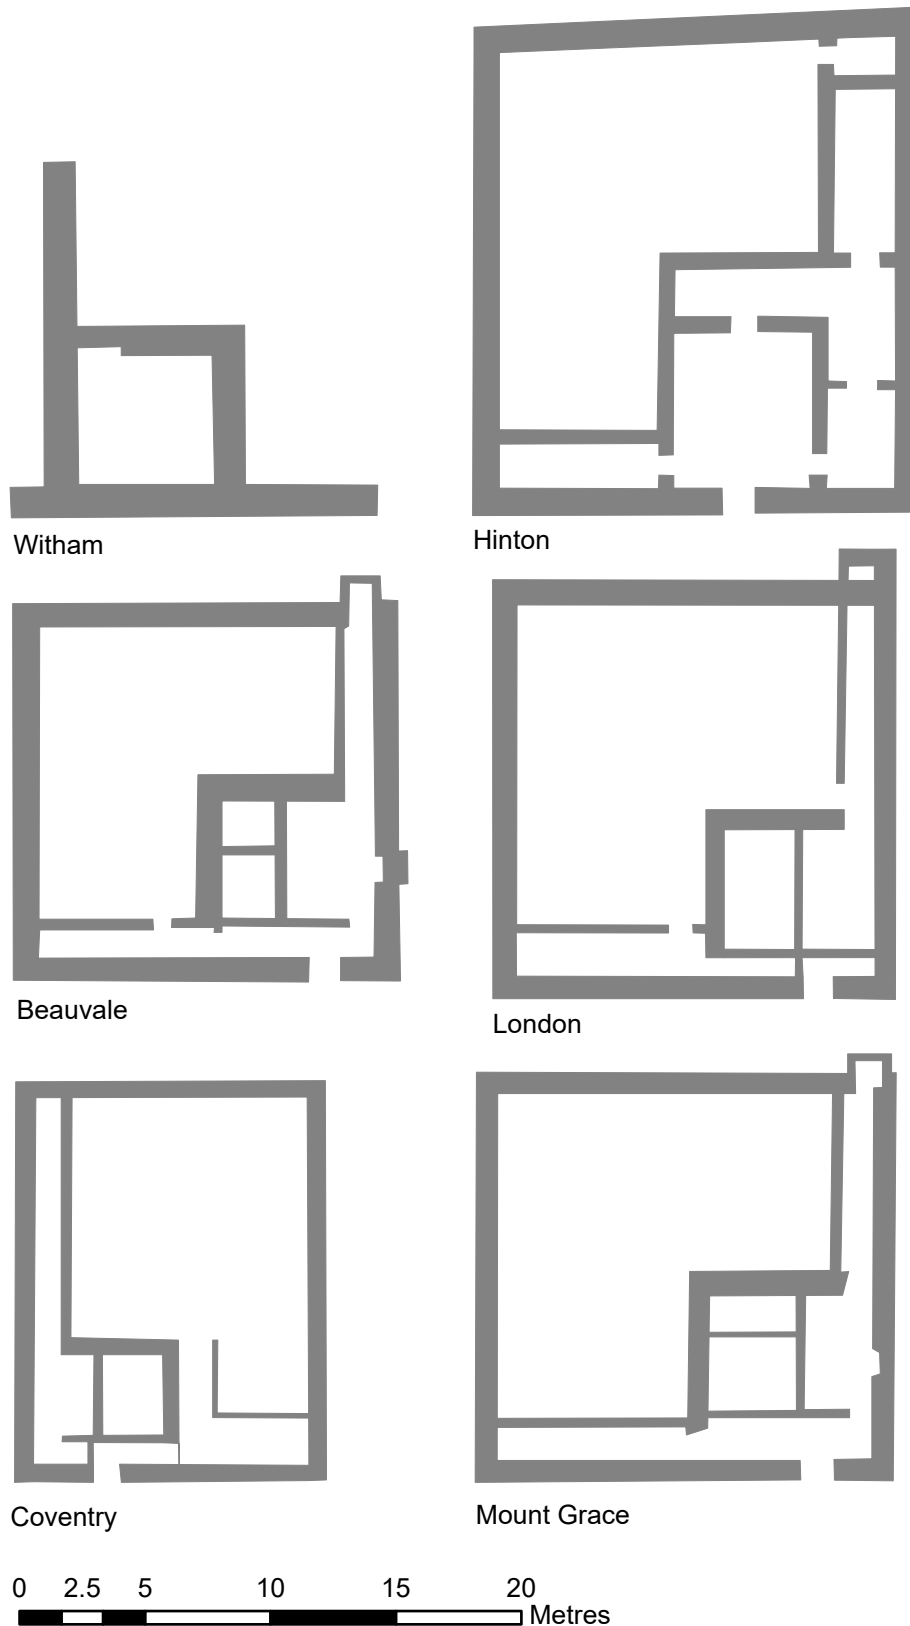 Witham
Hinton
Beauvale
London
Coventry
Mount Grace
0 2.5 5 10 15 20
Metres